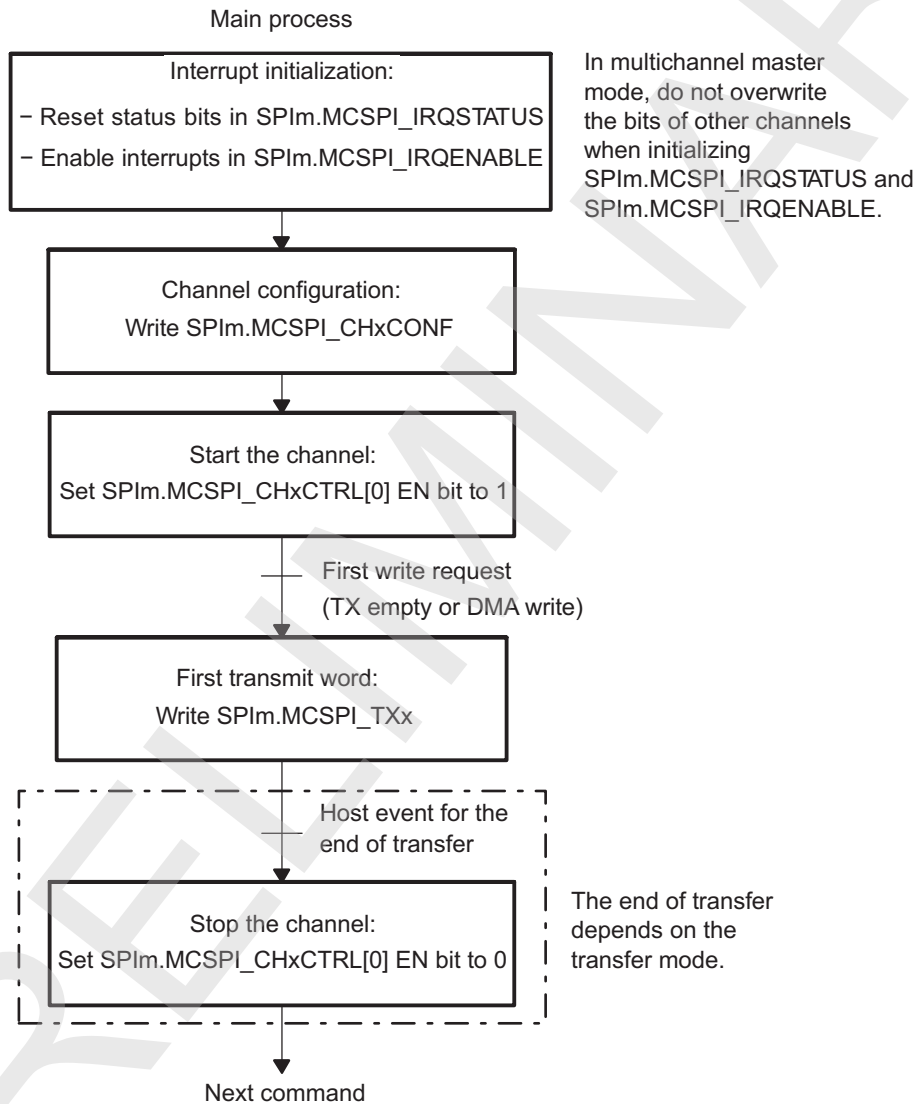 Main process
Interrupt initialization:
− Reset status bits in SPIm.MCSPI_IRQSTATUS
− Enable interrupts in SPIm.MCSPI_IRQENABLE
In multichannel master
mode, do not overwrite
the bits of other channels
when initializing
SPIm.MCSPI_IRQSTATUS and
SPIm.MCSPI_IRQENABLE.
Channel configuration:
Write SPIm.MCSPI_CHxCONF
Start the channel:
Set SPIm.MCSPI_CHxCTRL[0] EN bit to 1
First write request
(TX empty or DMA write)
First transmit word:
Write SPIm.MCSPI_TXx
Host event for the
end of transfer
Stop the channel:
Set SPIm.MCSPI_CHxCTRL[0] EN bit to 0
The end of transfer
depends on the
transfer mode.
Next command
RELIMINAR